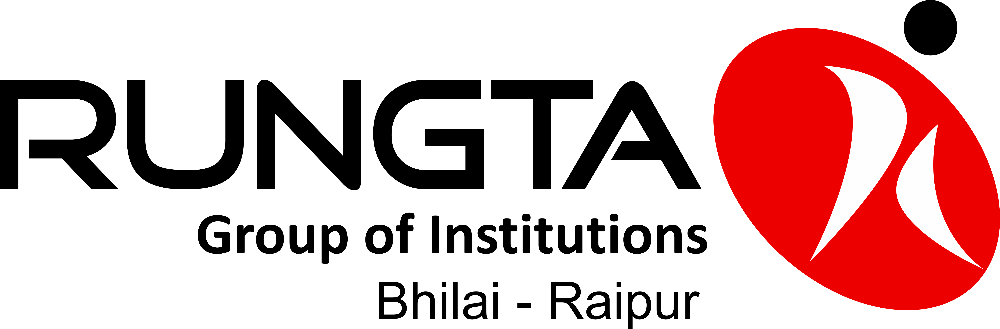 RUNGTA
Group of Institutions
Bhilai - Raipur